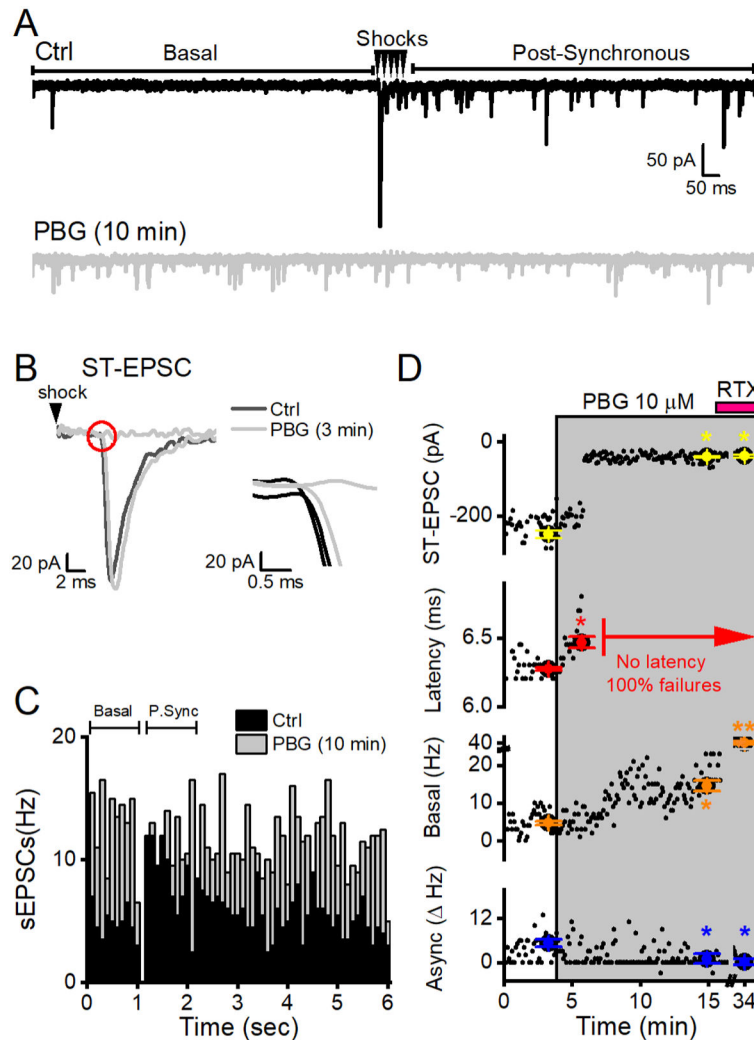 A
Shocks
Ctrl
Basal
Post-Synchronous
50 pA
50 ms
PBG (10 min)
B
ST-EPSC
shock
Ctrl
PBG (3 min)
20 pA
2 ms
20 pA
0.5 ms
C
Basal
P.Sync
Ctrl
PBG (10 min)
20
10
0
sEPSCs(Hz)
0 1 2 3 4 5 6
Time (sec)
D
RTX
PBG 10 μM
ST-EPSC (pA)
0
-200
* *
Latency (ms)
6.5
6.0
*
No latency
100% failures
Basal (Hz)
40
20
10
0
**
*
Async (Δ Hz)
12
0
* *
0 5 10 15 // 34
Time (min)